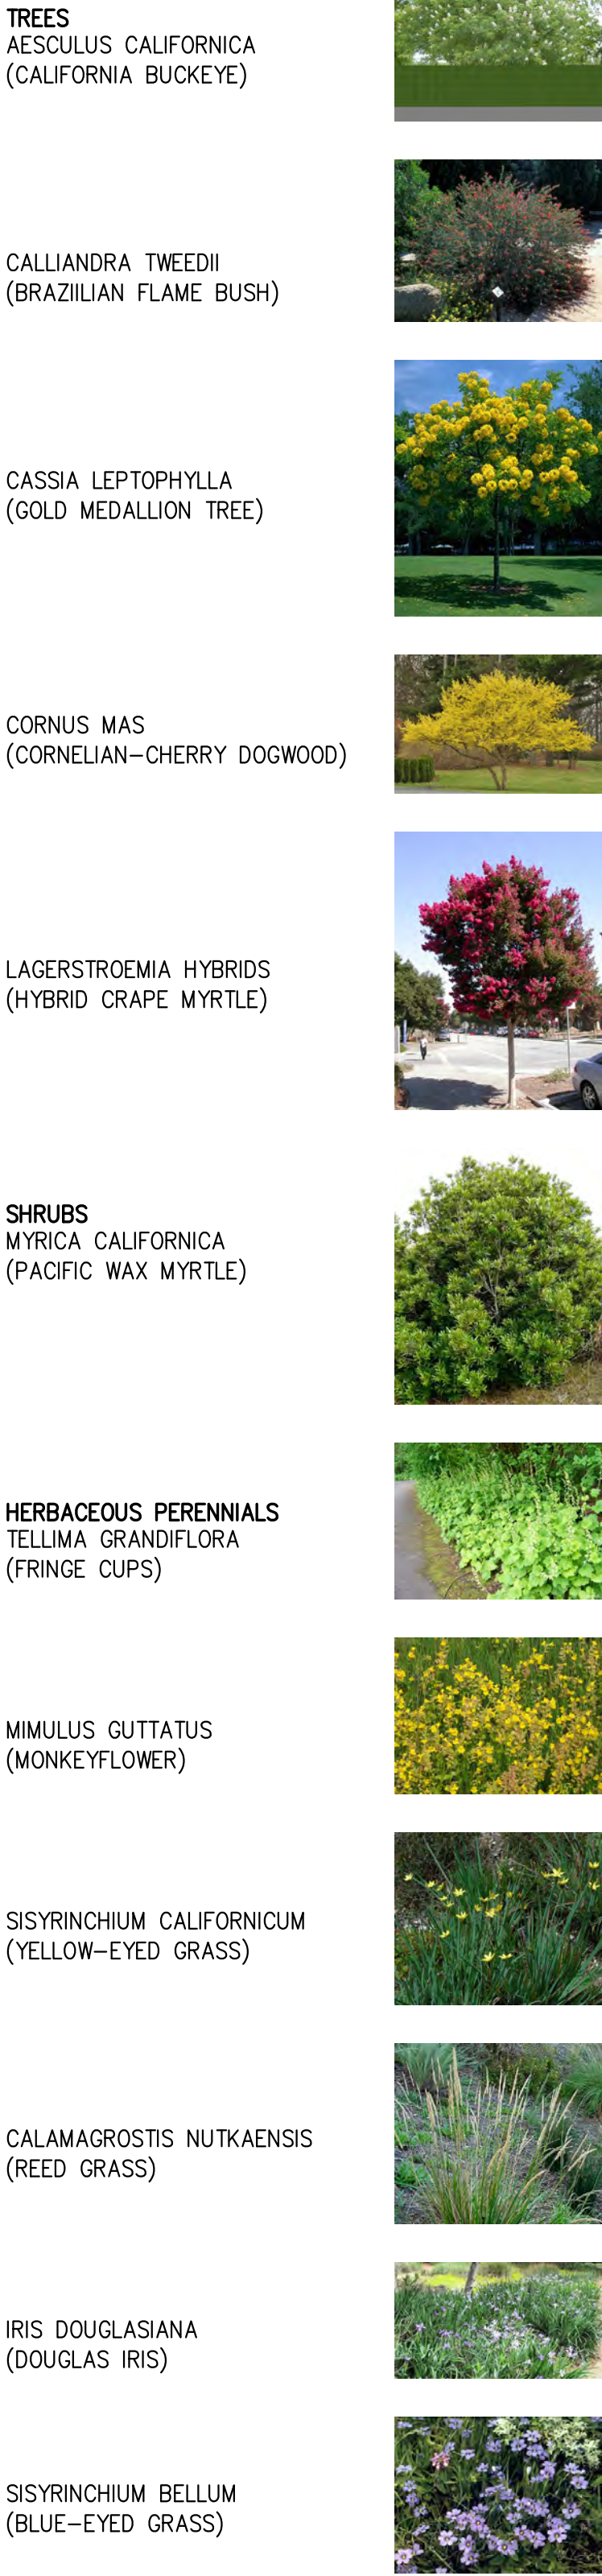 TREES
AESCULUS CALIFORNICA
(CALIFORNIA BUCKEYE)
CALLIANDRA TWEEDII
(BRAZIILIAN FLAME BUSH)
CASSIA LEPTOPHYLLA
(GOLD MEDALLION TREE)
CORNUS MAS
(CORNELIAN-CHERRY DOGWOOD)
LAGERSTROEMIA HYBRIDS
(HYBRID CRAPE MYRTLE)
SHRUBS
MYRICA CALIFORNICA
(PACIFIC WAX MYRTLE)
HERBACEOUS PERENNIALS
TELLIMA GRANDIFLORA
(FRINGE CUPS)
MIMULUS GUTTATUS
(MONKEYFLOWER)
SISYRINCHIUM CALIFORNICUM
(YELLOW-EYED GRASS)
CALAMAGROSTIS NUTKAENSIS
(REED GRASS)
IRIS DOUGLASIANA
(DOUGLAS IRIS)
SISYRINCHIUM BELLUM
(BLUE-EYED GRASS)